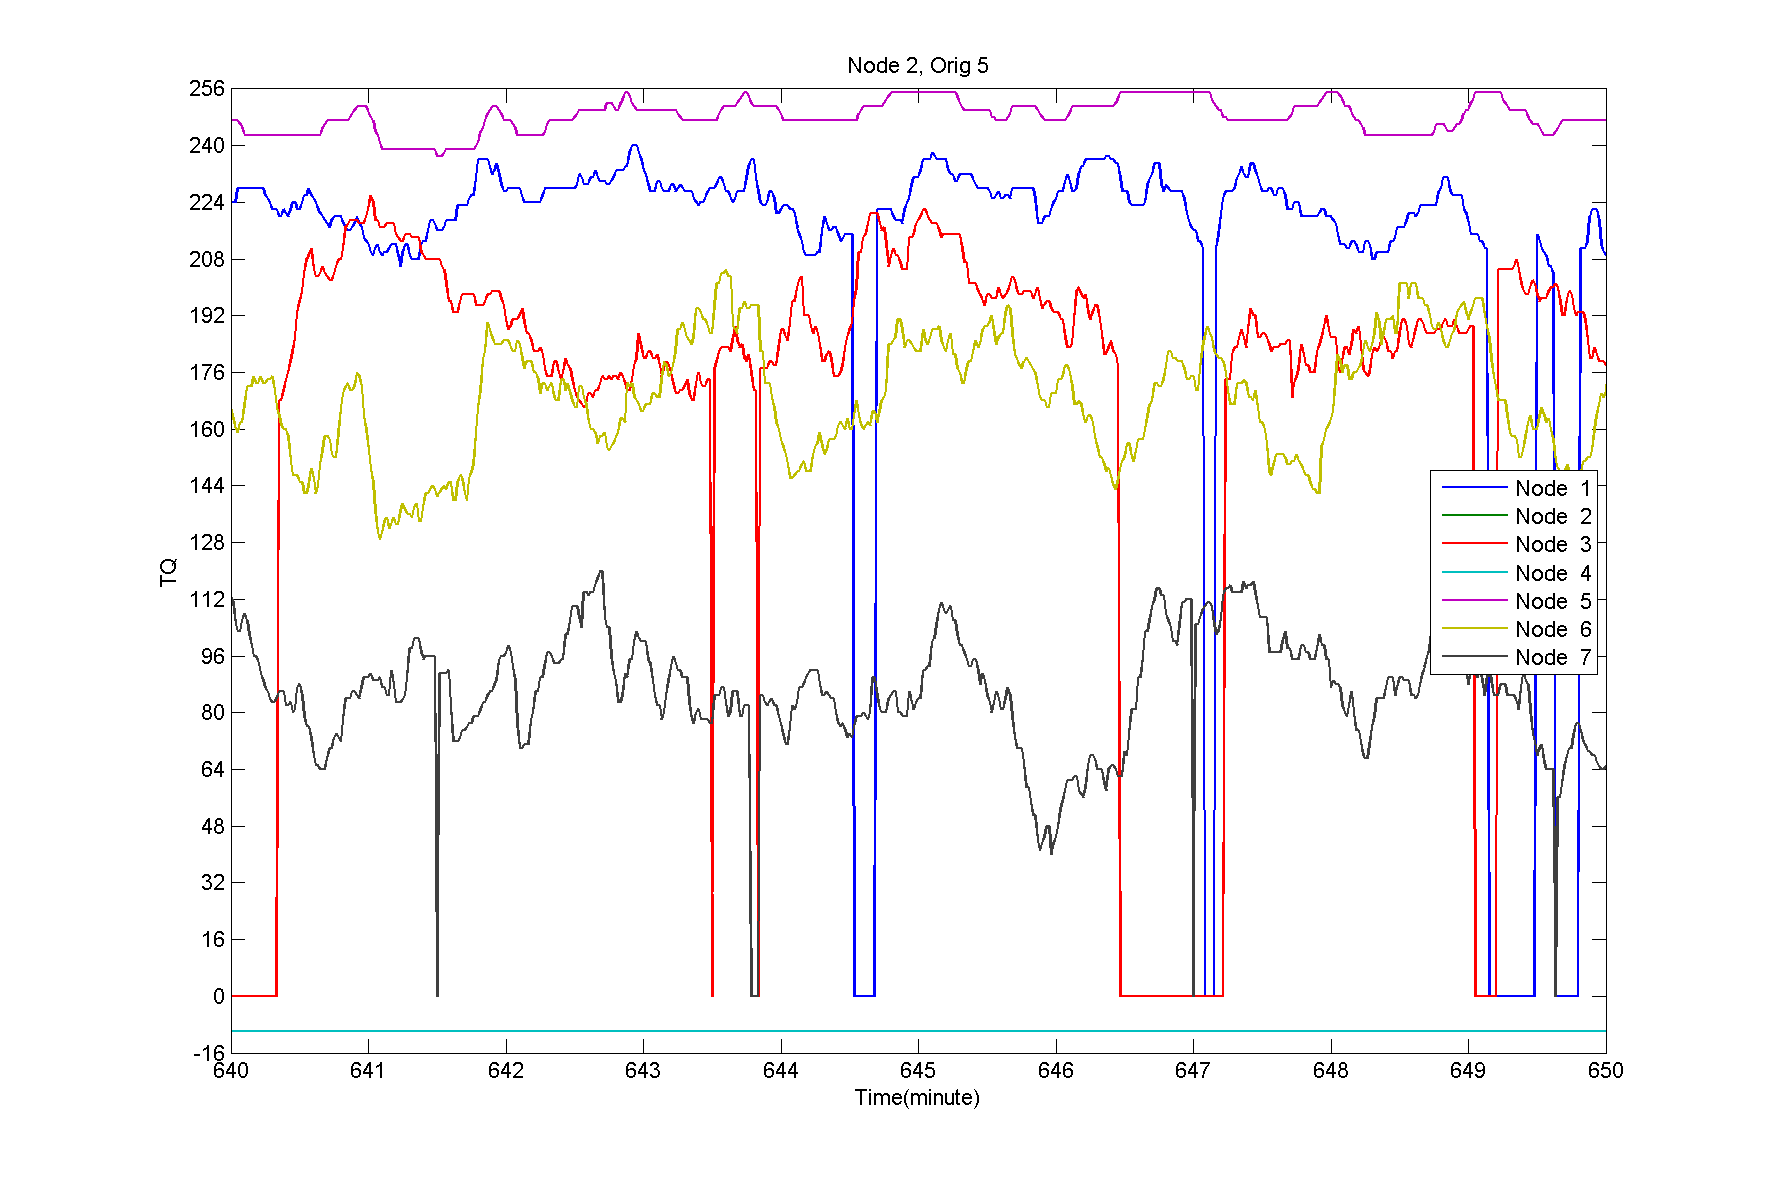 Node 2, Orig 5
256
240
224
208
192
176
160
144
128
112
96
80
64
48
32
16
0
-16
TQ
Node 1
Node 2
Node 3
Node 4
Node 5
Node 6
Node 7
640 641 642 643 644 645 646 647 648 649 650
Time(minute)